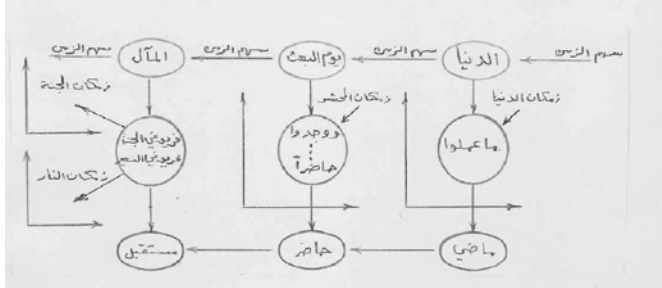 سهم الزمن
الدنيا
سهم الزمن
يوم البعث
سهم الزمن
المآل
سهم الزمن
زمكان الدنيا
زمكان الحشر
زمكان الجنة
ما عملوا
ووجدوا
حاضراً
فريق في الجنة
فريق في السعير
زمكان النار
ماضي
حاضر
مستقبل